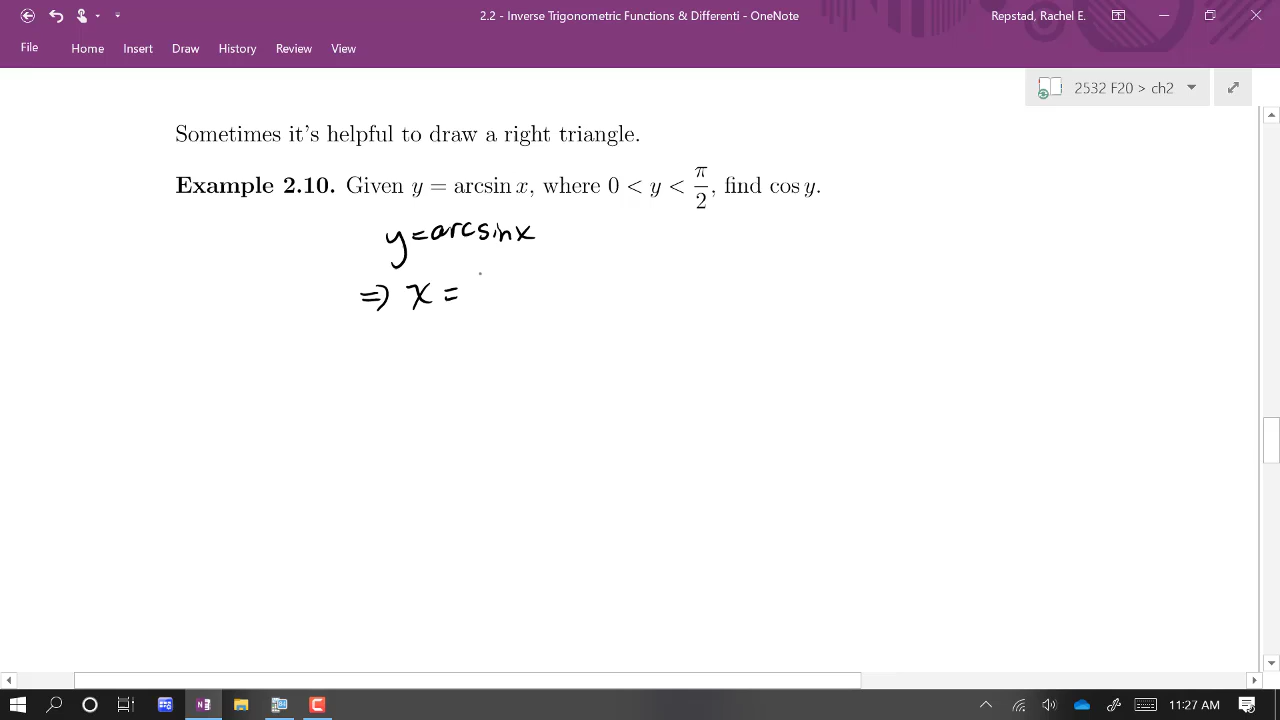 2.2 - Inverse Trigonometric Functions & Differenti - OneNote
Repstad, Rachel E.
File Home Insert Draw History Review View
2532 F20 > ch2
Sometimes it's helpful to draw a right triangle.
Example 2.10. Given y = arcsin x, where 0 < y < π/2, find cos y.
y = arcsin x
⇒ x =
11:27 AM